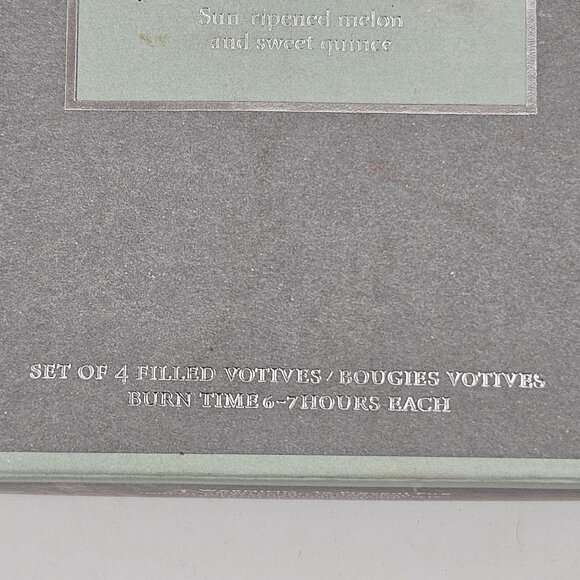 Sun-ripened melon
and sweet quince
SET OF 4 FILLED VOTIVES / BOUGIES VOTIVES
BURN TIME 6-7 HOURS EACH